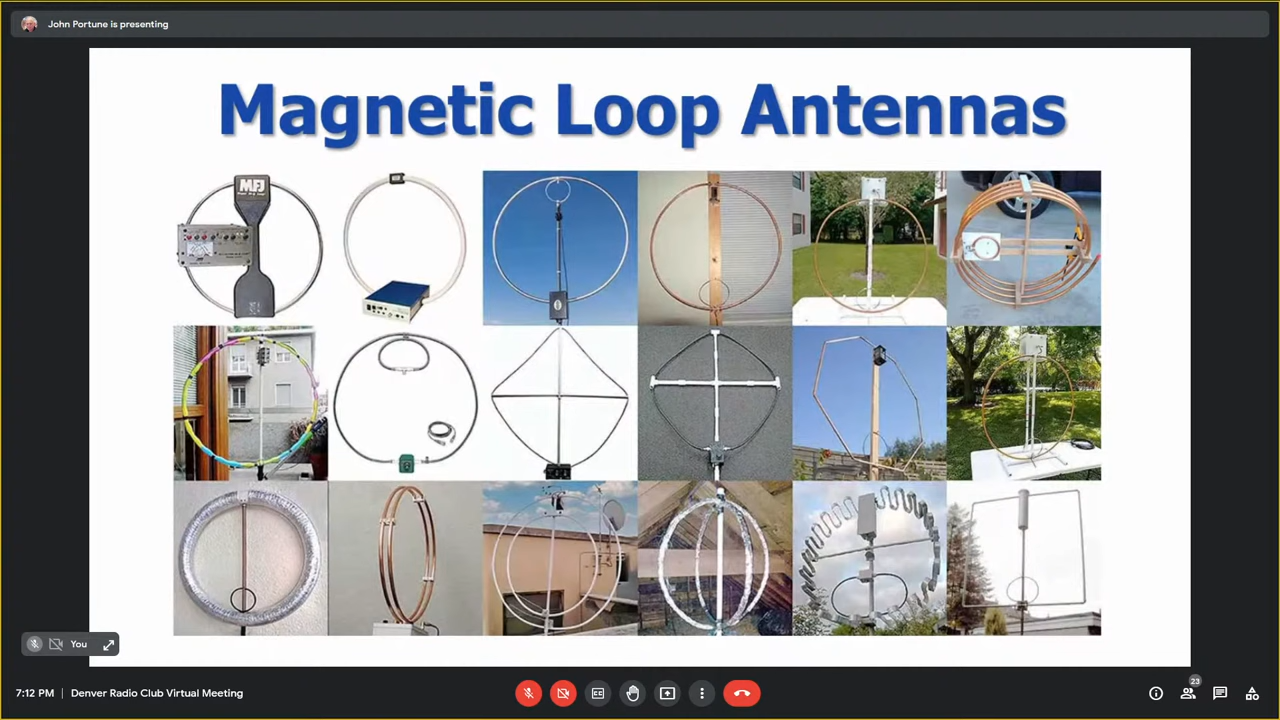 John Portune is presenting
Magnetic Loop Antennas
MFJ
You
7:12 PM | Denver Radio Club Virtual Meeting
23